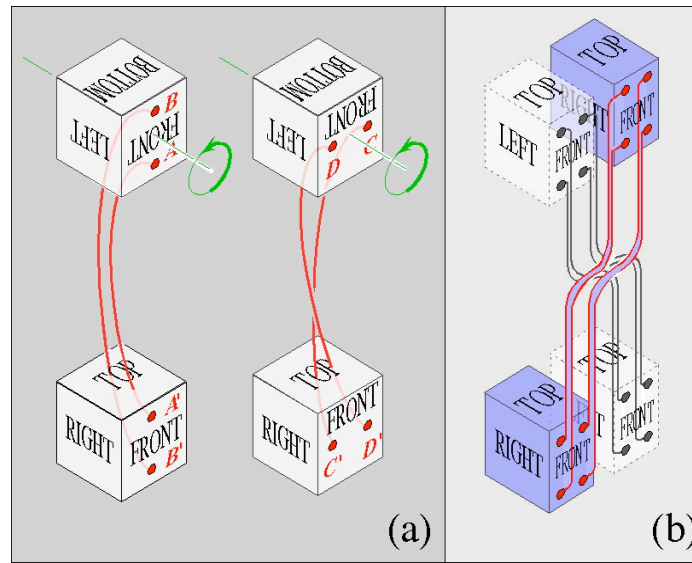 BOTTOM
B
LEFT
FRONT
A
BOTTOM
FRONT
C
LEFT
D
TOP
A'
RIGHT
FRONT
B'
TOP
FRONT
RIGHT
C'
D'
(a)
TOP
RIGHT
FRONT
TOP
LEFT
FRONT
TOP
RIGHT
FRONT
TOP
FRONT
(b)